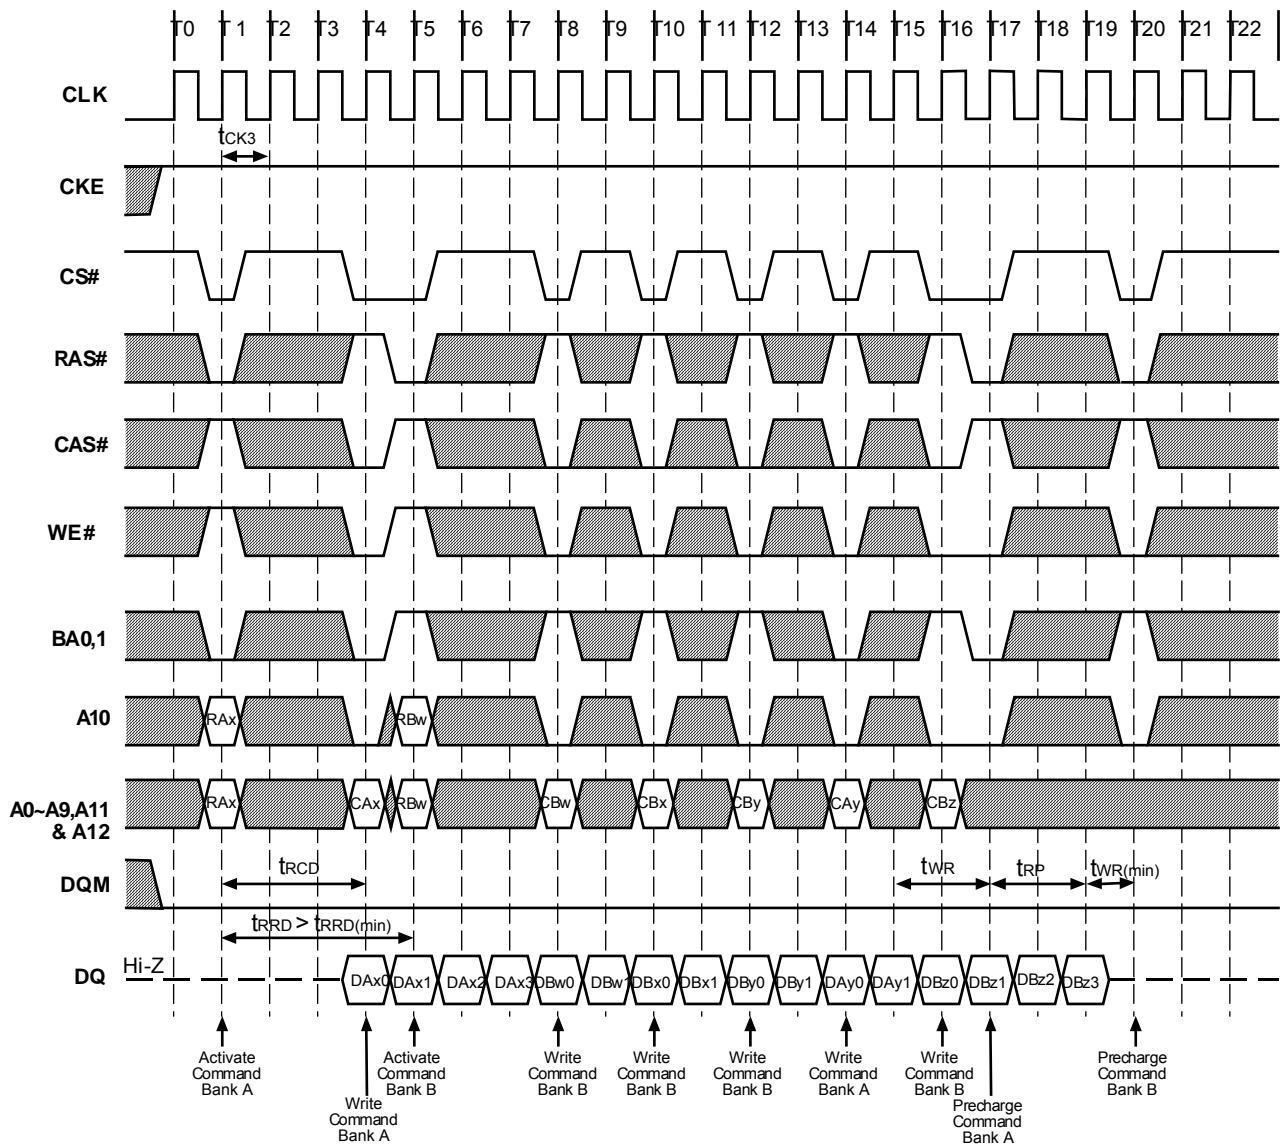 T0 T 1 T2 T3 T4 T5 T6 T7 T8 T9 T10 T 11 T12 T13 T14 T15 T16 T17 T18 T19 T20 T21 T22
CLK
tCK3
CKE
CS#
RAS#
CAS#
WE#
BA0,1
A10
RAx RBw
A0~A9,A11
& A12
RAx CAx RBw CBw CBx CBy CAy CBz
DQM
tRCD tWR tRP tWR(min)
tRRD > tRRD(min)
DQ
Hi-Z
DAx0 DAx1 DAx2 DAx3 DBw0 DBw1 DBx0 DBx1 DBy0 DBy1 DAy0 DAy1 DBz0 DBz1 DBz2 DBz3
Activate
Command
Bank A
Write
Command
Bank A
Activate
Command
Bank B
Write
Command
Bank B
Write
Command
Bank B
Write
Command
Bank B
Write
Command
Bank A
Write
Command
Bank B
Precharge
Command
Bank A
Precharge
Command
Bank B